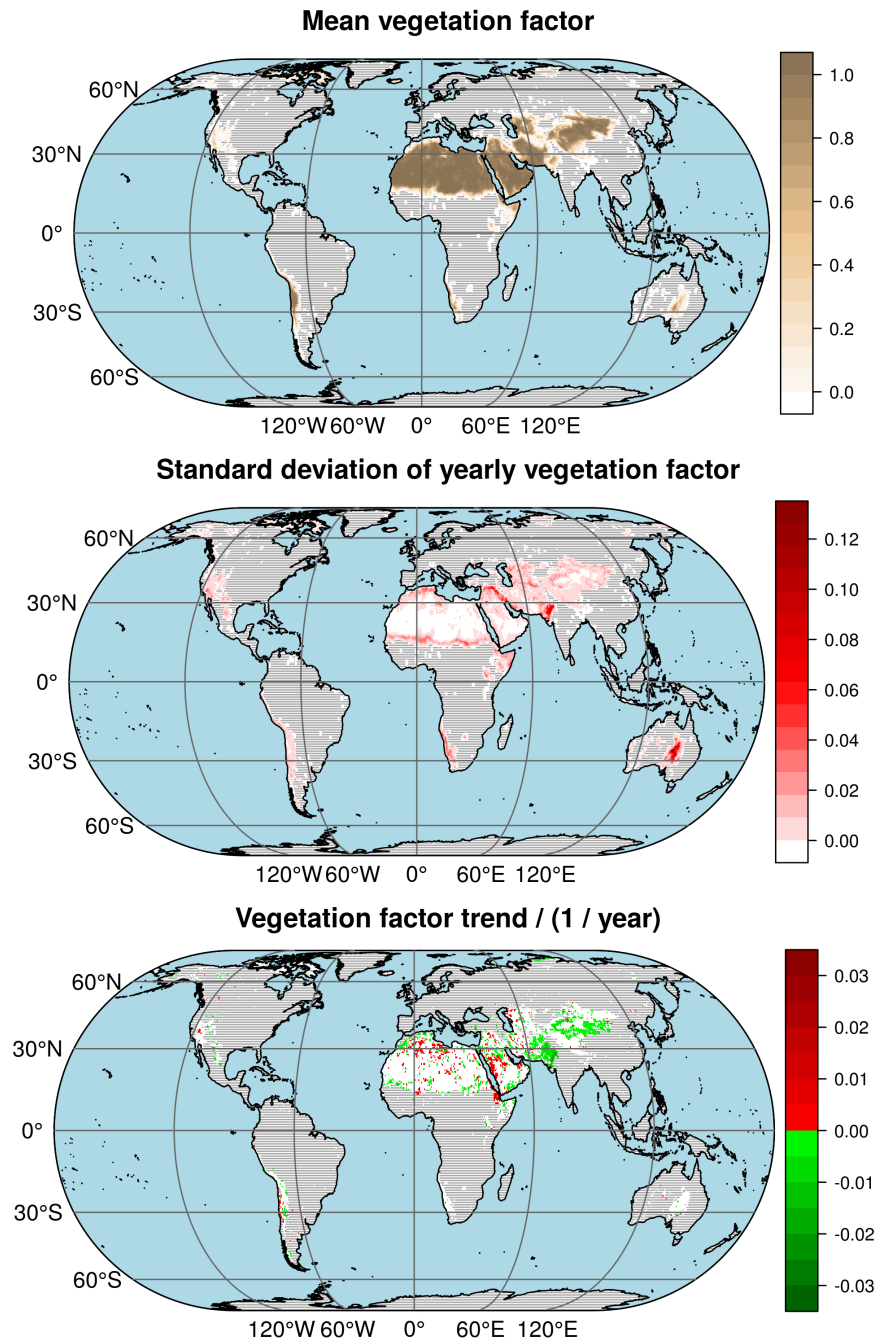 Mean vegetation factor
60°N
30°N
0°
30°S
60°S
120°W 60°W 0° 60°E 120°E
1.0
0.8
0.6
0.4
0.2
0.0
Standard deviation of yearly vegetation factor
60°N
30°N
0°
30°S
60°S
120°W 60°W 0° 60°E 120°E
0.12
0.10
0.08
0.06
0.04
0.02
0.00
Vegetation factor trend / (1 / year)
60°N
30°N
0°
30°S
60°S
120°W 60°W 0° 60°E 120°E
0.03
0.02
0.01
0.00
-0.01
-0.02
-0.03